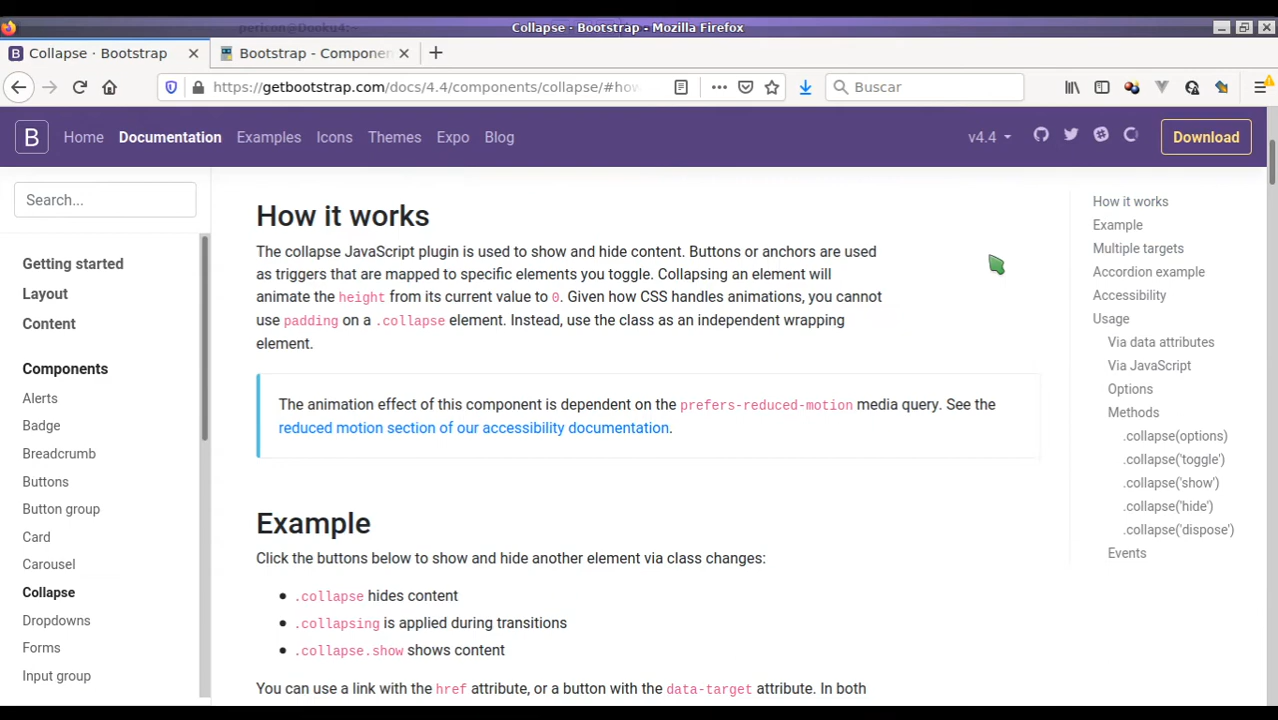 pericon@Dooku4:~
Collapse · Bootstrap - Mozilla Firefox
Collapse · Bootstrap
Bootstrap - Componen
https://getbootstrap.com/docs/4.4/components/collapse/#how
Buscar
B
Home
Documentation
Examples
Icons
Themes
Expo
Blog
v4.4
Download
Search...
Getting started
Layout
Content
Components
Alerts
Badge
Breadcrumb
Buttons
Button group
Card
Carousel
Collapse
Dropdowns
Forms
Input group
How it works
The collapse JavaScript plugin is used to show and hide content. Buttons or anchors are used
as triggers that are mapped to specific elements you toggle. Collapsing an element will
animate the height from its current value to 0. Given how CSS handles animations, you cannot
use padding on a .collapse element. Instead, use the class as an independent wrapping
element.
The animation effect of this component is dependent on the prefers-reduced-motion media query. See the
reduced motion section of our accessibility documentation.
Example
Click the buttons below to show and hide another element via class changes:
• .collapse hides content
• .collapsing is applied during transitions
• .collapse.show shows content
You can use a link with the href attribute, or a button with the data-target attribute. In both
How it works
Example
Multiple targets
Accordion example
Accessibility
Usage
Via data attributes
Via JavaScript
Options
Methods
.collapse(options)
.collapse('toggle')
.collapse('show')
.collapse('hide')
.collapse('dispose')
Events